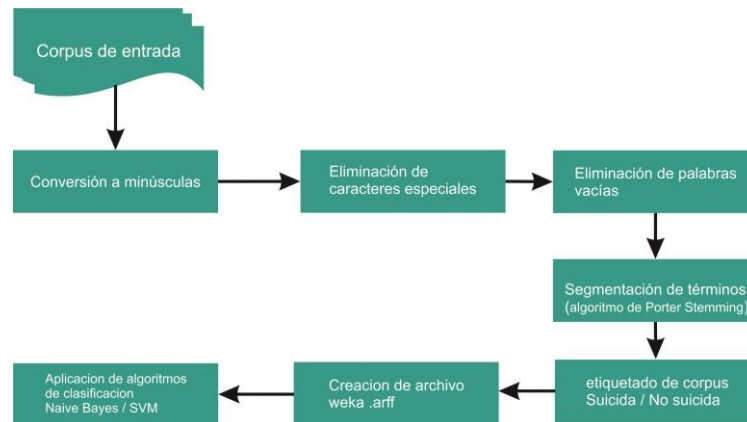 Corpus de entrada
Conversión a minúsculas
Eliminación de
caracteres especiales
Eliminación de palabras
vacías
Segmentación de términos
(algoritmo de Porter Stemming)
etiquetado de corpus
Suicida / No suicida
Creacion de archivo
weka .arff
Aplicacion de algoritmos
de clasificacion
Naive Bayes / SVM